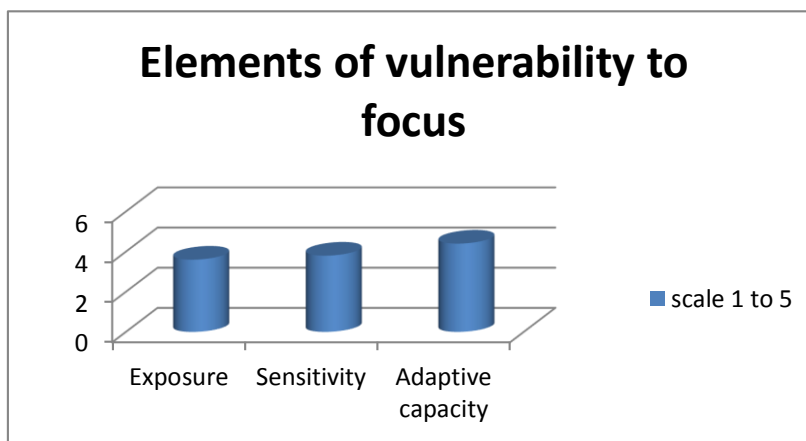 Elements of vulnerability to
focus
6
4
2
0
Exposure
Sensitivity
Adaptive
capacity
scale 1 to 5